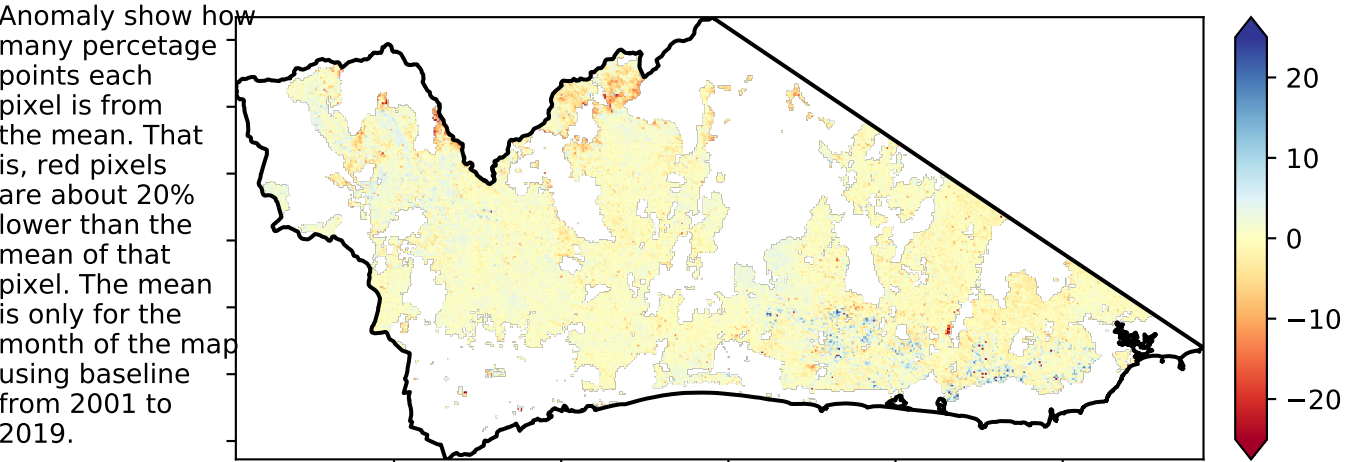 Anomaly show how
many percetage
points each
pixel is from
the mean. That
is, red pixels
are about 20%
lower than the
mean of that
pixel. The mean
is only for the
month of the map
using baseline
from 2001 to
2019.
20
10
0
−10
−20